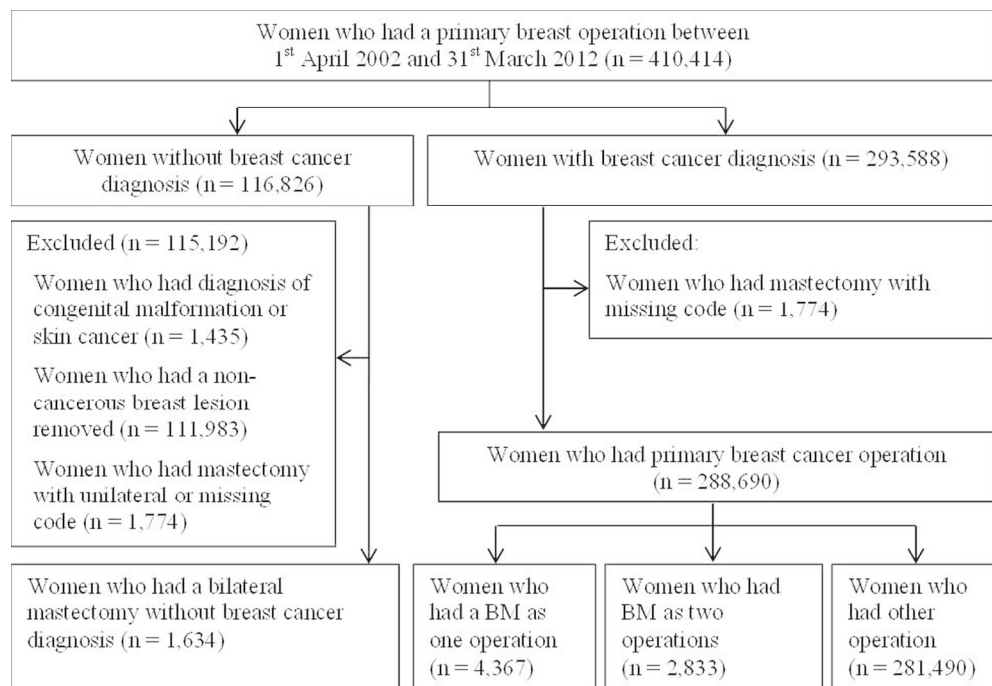 Women who had a primary breast operation between
1st April 2002 and 31st March 2012 (n = 410,414)
Women without breast cancer
diagnosis (n = 116,826)
Women with breast cancer diagnosis (n = 293,588)
Excluded (n = 115,192)
Women who had diagnosis of
congenital malformation or
skin cancer (n = 1,435)
Women who had a non-
cancerous breast lesion
removed (n = 111,983)
Women who had mastectomy
with unilateral or missing
code (n = 1,774)
Excluded:
Women who had mastectomy with
missing code (n = 1,774)
Women who had primary breast cancer operation
(n = 288,690)
Women who had a bilateral
mastectomy without breast cancer
diagnosis (n = 1,634)
Women who
had a BM as
one operation
(n = 4,367)
Women who had
BM as two
operations
(n = 2,833)
Women who
had other
operation
(n = 281,490)